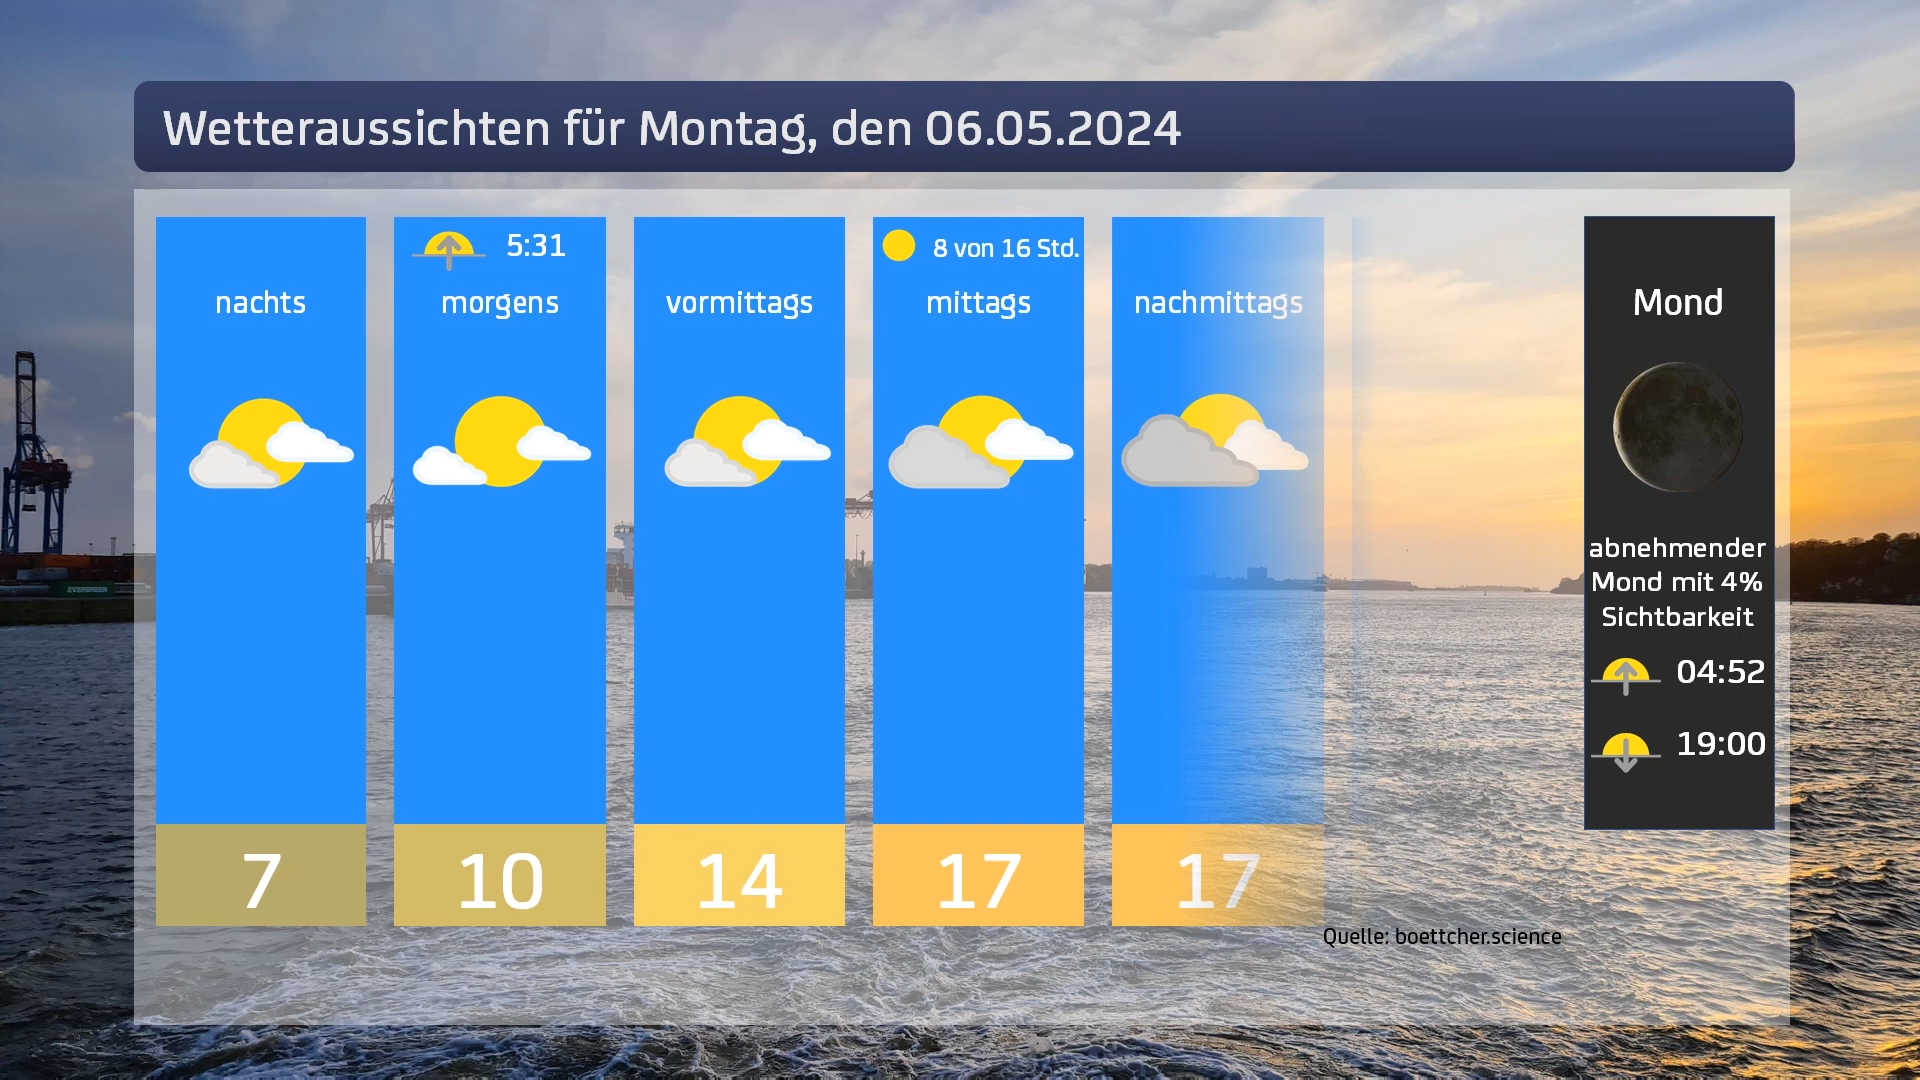 Wetteraussichten für Montag, den 06.05.2024
5:31
8 von 16 Std.
nachts
morgens
vormittags
mittags
nachmittags
Mond
EVERGREEN
abnehmender
Mond mit 4%
Sichtbarkeit
04:52
19:00
7
10
14
17
17
Quelle: boettcher.science